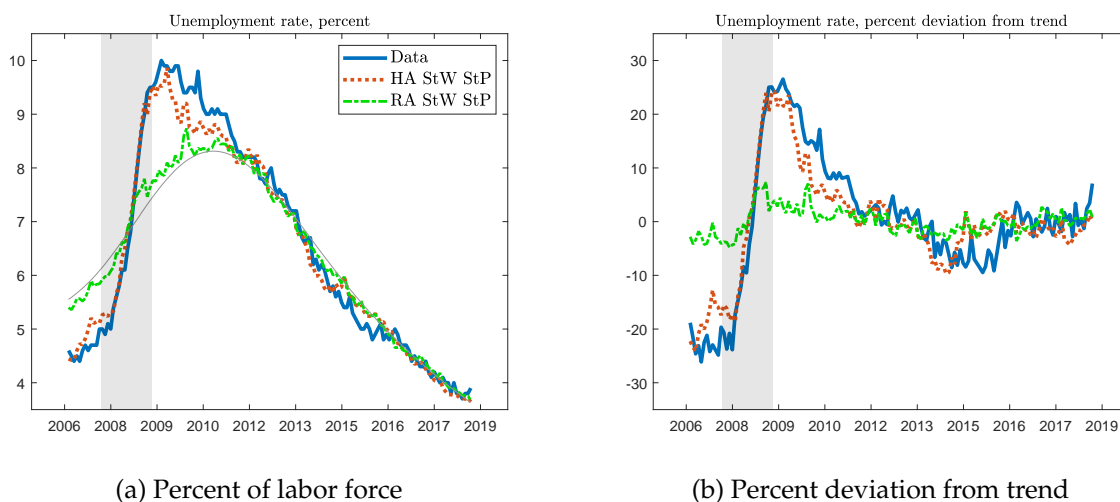 Unemployment rate, percent
10
9
8
7
6
5
4
2006 2008 2009 2010 2012 2013 2015 2016 2017 2019
Data
HA StW StP
RA StW StP
(a) Percent of labor force
Unemployment rate, percent deviation from trend
30
20
10
0
-10
-20
-30
2006 2008 2009 2010 2012 2013 2015 2016 2017 2019
(b) Percent deviation from trend